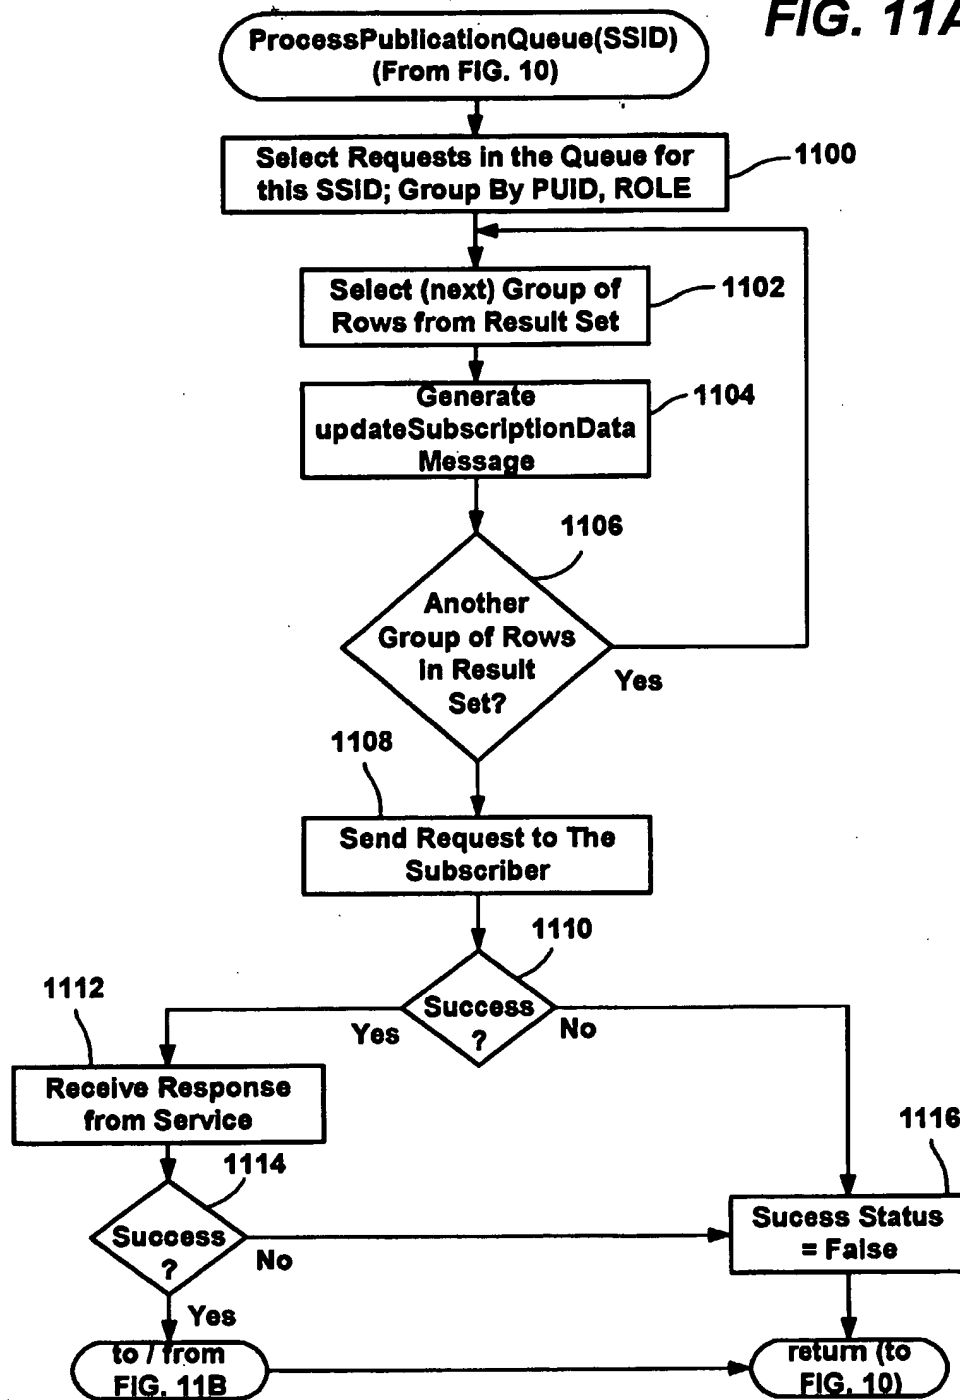 FIG. 11A
ProcessPublicationQueue(SSID)
(From FIG. 10)
Select Requests in the Queue for
this SSID; Group By PUID, ROLE
1100
Select (next) Group of
Rows from Result Set
1102
Generate
updateSubscriptionData
Message
1104
1106
Another
Group of Rows
in Result
Set?
Yes
1108
Send Request to The
Subscriber
1110
Success
?
Yes
No
1112
Receive Response
from Service
1114
Success
?
No
Yes
1116
Sucess Status
= False
to / from
FIG. 11B
return (to
FIG. 10)